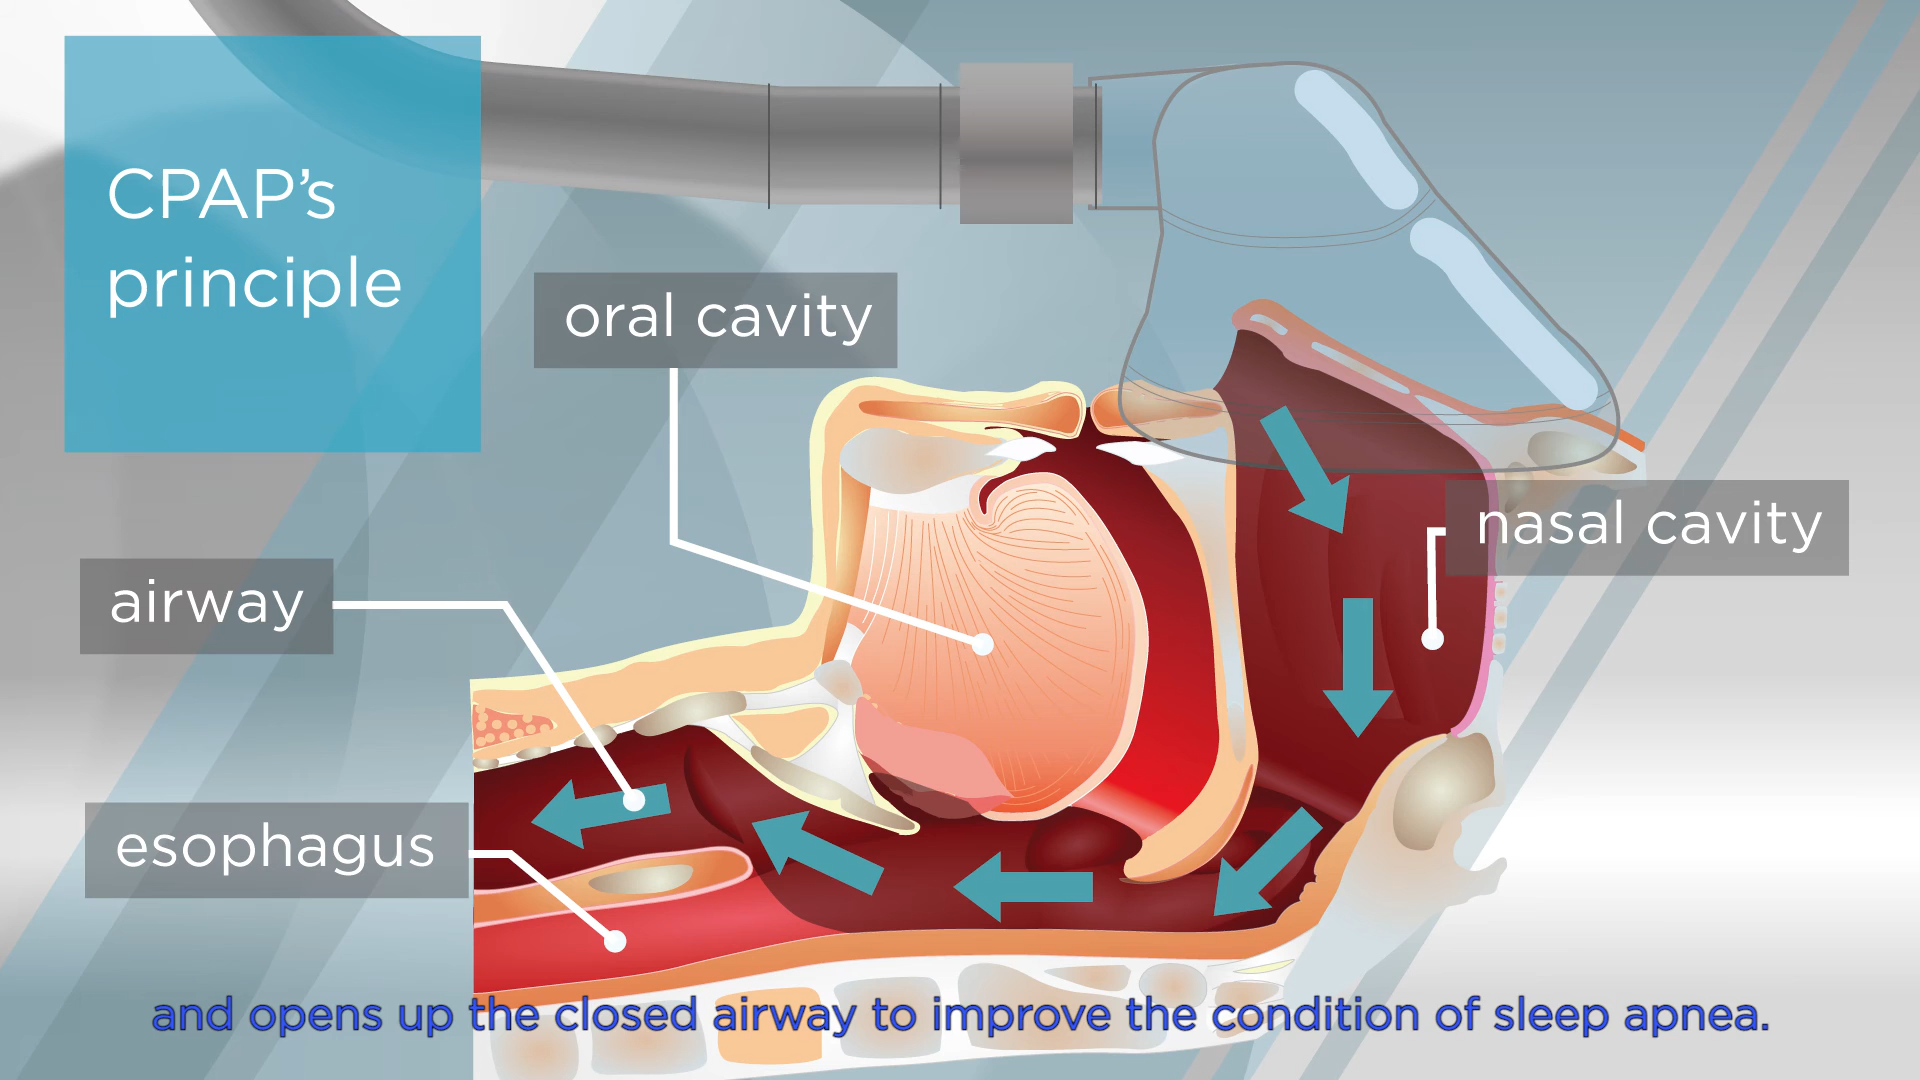 CPAP's
principle
oral cavity
nasal cavity
airway
esophagus
and opens up the closed airway to improve the condition of sleep apnea.